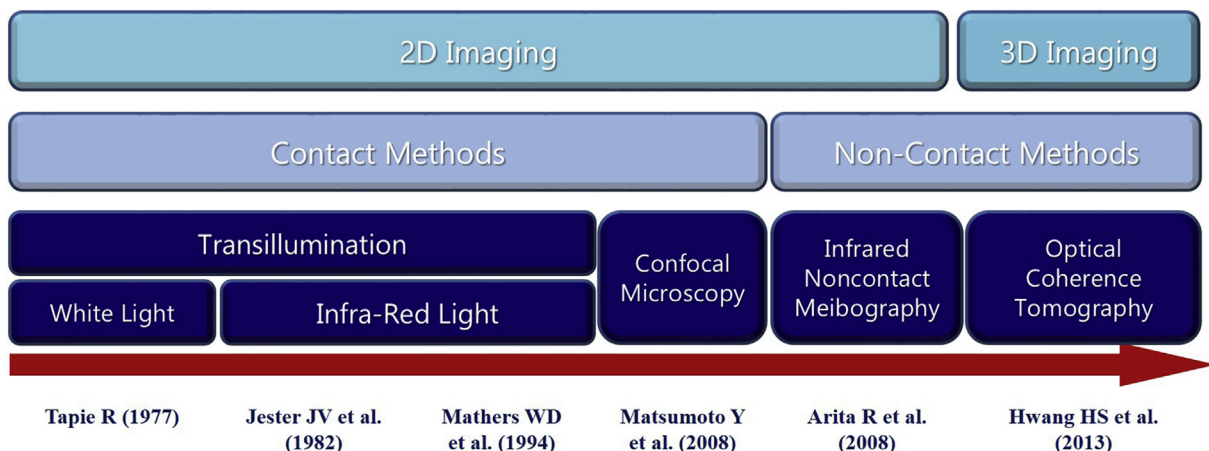 2D Imaging
3D Imaging
Contact Methods
Non-Contact Methods
Transillumination
White Light
Infra-Red Light
Confocal
Microscopy
Infrared
Noncontact
Meibography
Optical
Coherence
Tomography
Tapie R (1977)
Jester JV et al.
(1982)
Mathers WD
et al. (1994)
Matsumoto Y
et al. (2008)
Arita R et al.
(2008)
Hwang HS et al.
(2013)